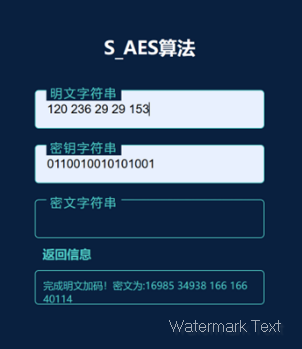 S_AES算法
明文字符串
120 236 29 29 153
密钥字符串
0110010010101001
密文字符串
返回信息
完成明文加码！密文为:16985 34938 166 166
40114
Watermark Text